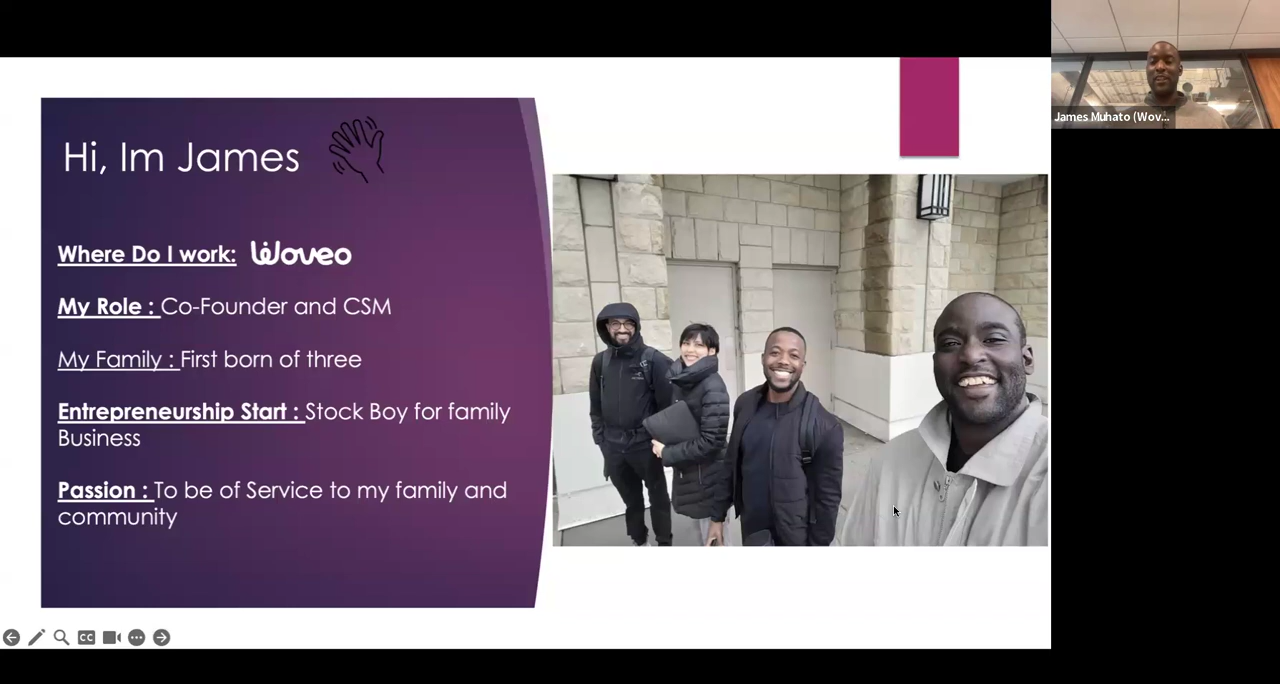 Hi, Im James
Where Do I work: Woveo
My Role : Co-Founder and CSM
My Family : First born of three
Entrepreneurship Start : Stock Boy for family
Business
Passion : To be of Service to my family and
community
James Muhato (Wov...
CC